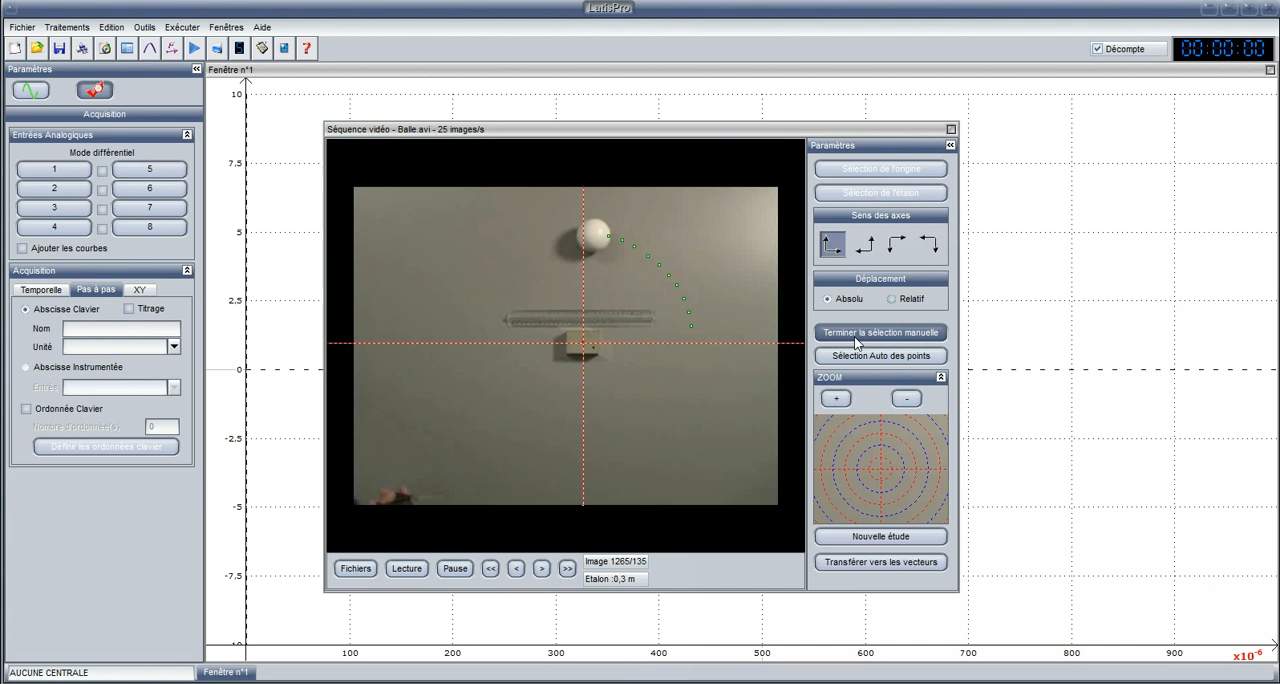 LatisPro
Fichier Traitements Edition Outils Exécuter Fenêtres Aide
Décompte 00:00:00
Paramètres
Fenêtre n°1
Acquisition
Entrées Analogiques
Mode différentiel
1 5
2 6
3 7
4 8
Ajouter les courbes
Acquisition
Temporelle Pas à pas XY
Abscisse Clavier Titrage
Nom
Unité
Abscisse Instrumentée
Entrée
Ordonnée Clavier
Nombre d'ordonnée(s) 0
Définir les ordonnées clavier
10
7.5
5
2.5
0
-2.5
-5
-7.5
-10
100 200 300 400 500 600 700 800 900
x10-6
Séquence vidéo - Balle.avi - 25 images/s
Paramètres
Sélection de l'origine
Sélection de l'étalon
Sens des axes
Déplacement
Absolu Relatif
Terminer la sélection manuelle
Sélection Auto des points
ZOOM
+ -
Nouvelle étude
Transférer vers les vecteurs
Fichiers Lecture Pause << < > >>
Image 1265/135
Etalon :0,3 m
AUCUNE CENTRALE
Fenêtre n°1